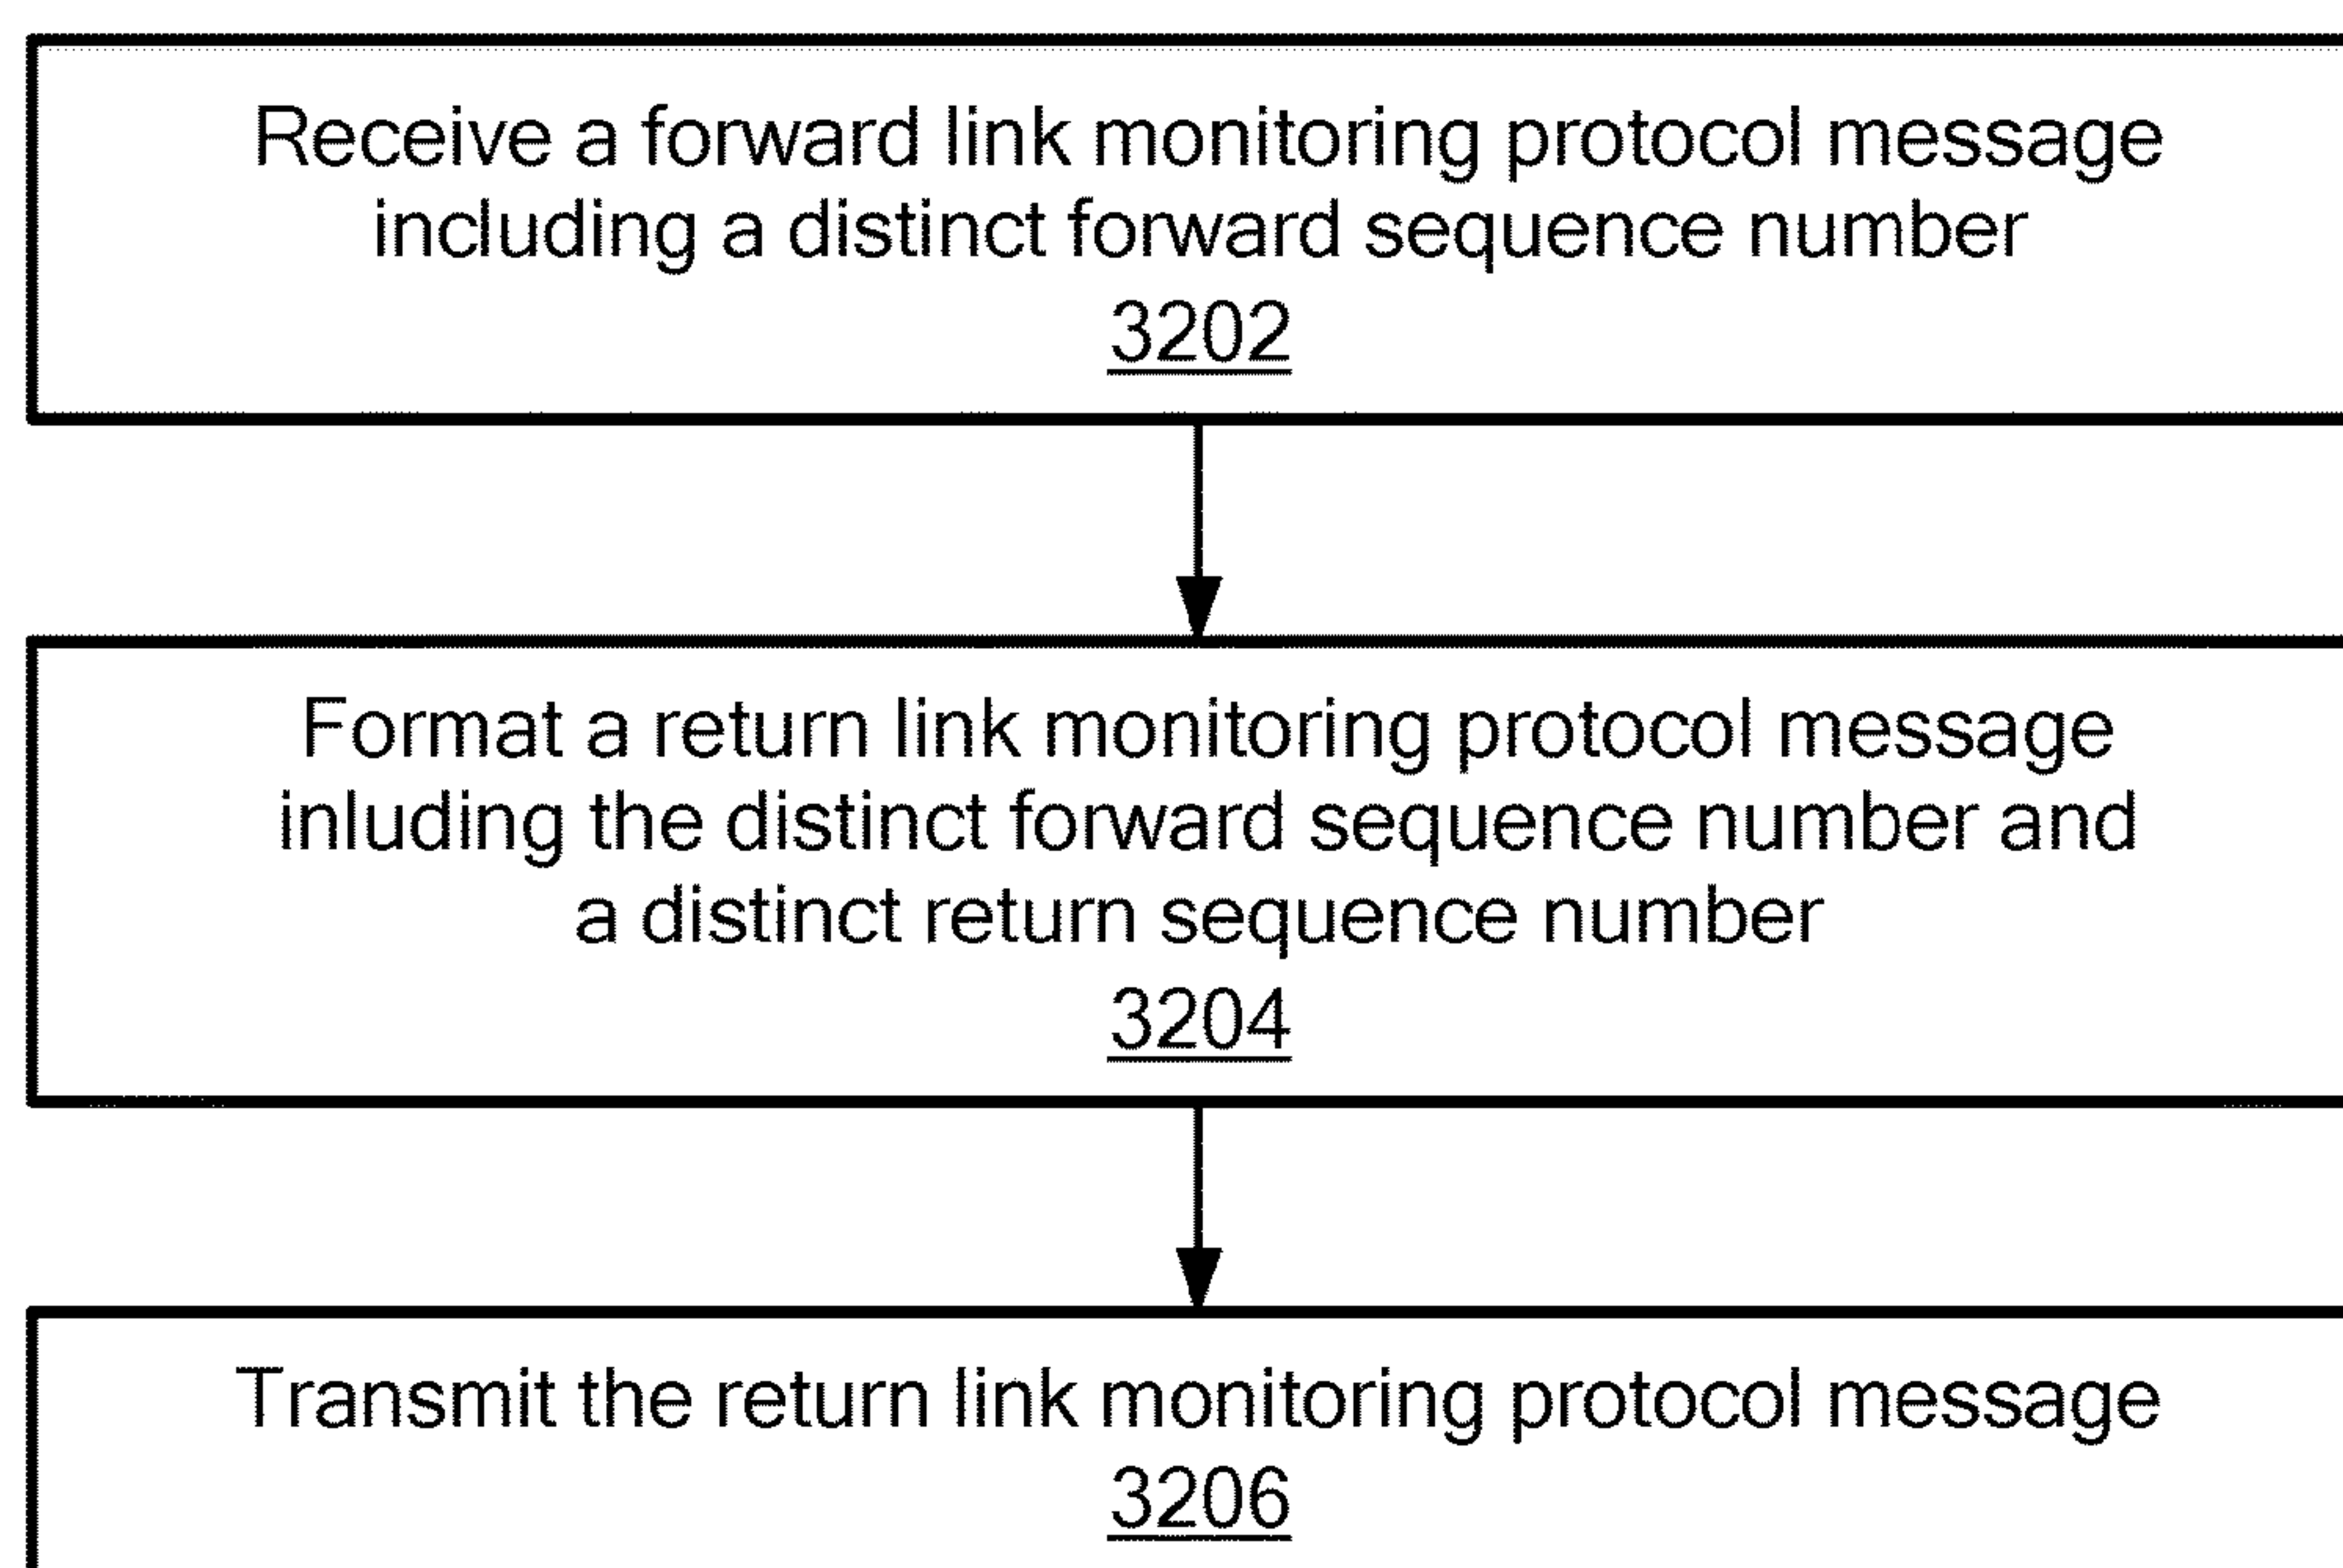 Receive a forward link monitoring protocol message
including a distinct forward sequence number
3202
Format a return link monitoring protocol message
inluding the distinct forward sequence number and
a distinct return sequence number
3204
Transmit the return link monitoring protocol message
3206